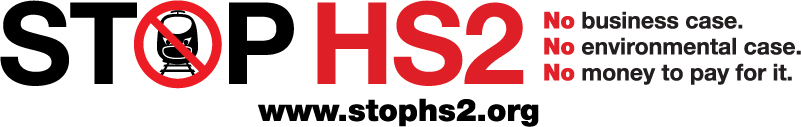 STOP HS2
No business case.
No environmental case.
No money to pay for it.
www.stophs2.org